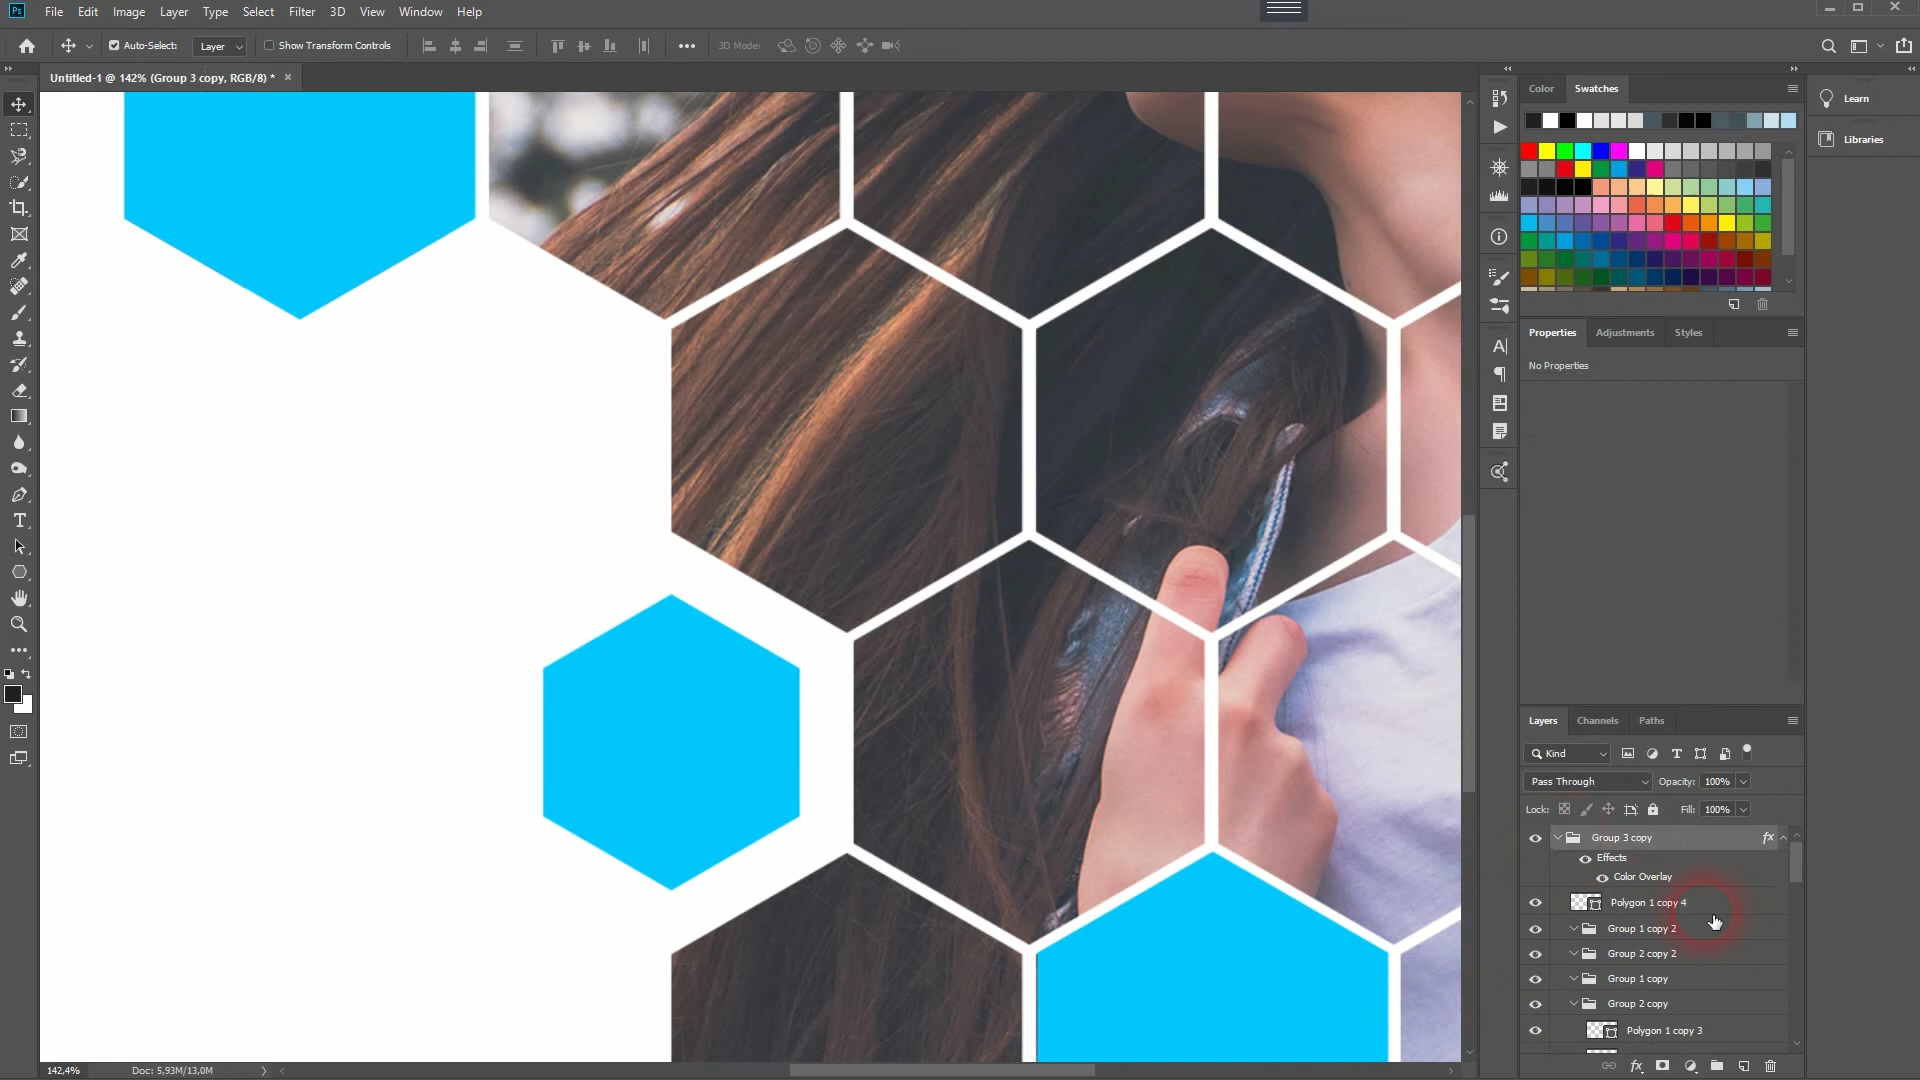 Ps File Edit Image Layer Type Select Filter 3D View Window Help
Auto-Select: Layer Show Transform Controls 3D Mode:
Untitled-1 @ 142% (Group 3 copy, RGB/8) *
Color Swatches
Learn
Libraries
Properties Adjustments Styles
No Properties
Layers Channels Paths
Kind
Pass Through Opacity: 100%
Lock: Fill: 100%
Group 3 copy fx
Effects
Color Overlay
Polygon 1 copy 4
Group 1 copy 2
Group 2 copy 2
Group 1 copy
Group 2 copy
Polygon 1 copy 3
142,4% Doc: 5,93M/13,0M